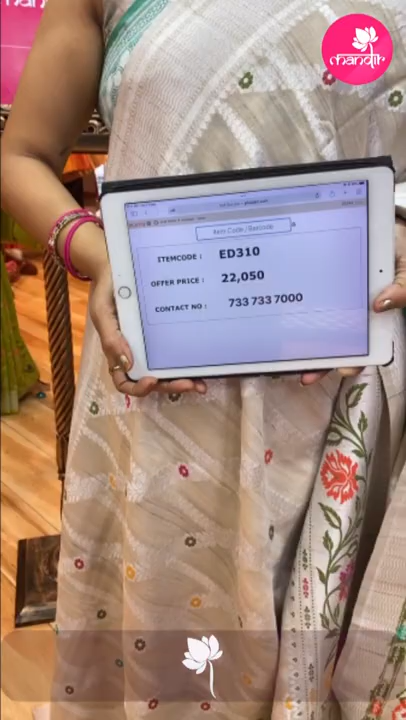 mandir
Item Code / Barcode
ITEMCODE : ED310
OFFER PRICE : 22,050
CONTACT NO : 733 733 7000